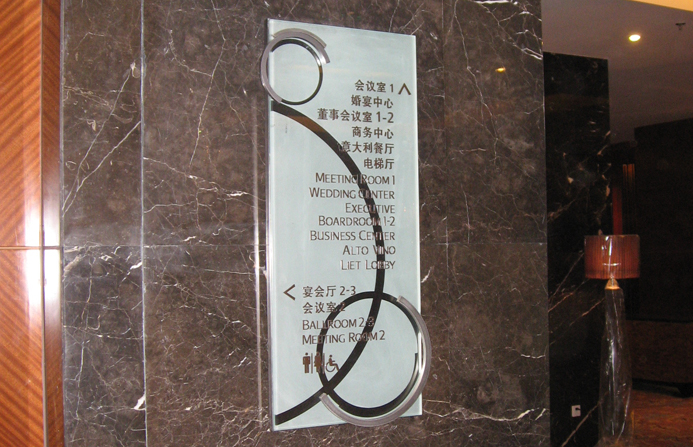 会议室 1
婚宴中心
董事会议室 1-2
商务中心
意大利餐厅
电梯厅
MEETING ROOM 1
WEDDING CENTER
EXECUTIVE
BOARDROOM 1-2
BUSINESS CENTER
ALTO VINO
LIET LOBBY
宴会厅 2-3
会议室 2
BALLROOM 2-3
MEETING ROOM 2